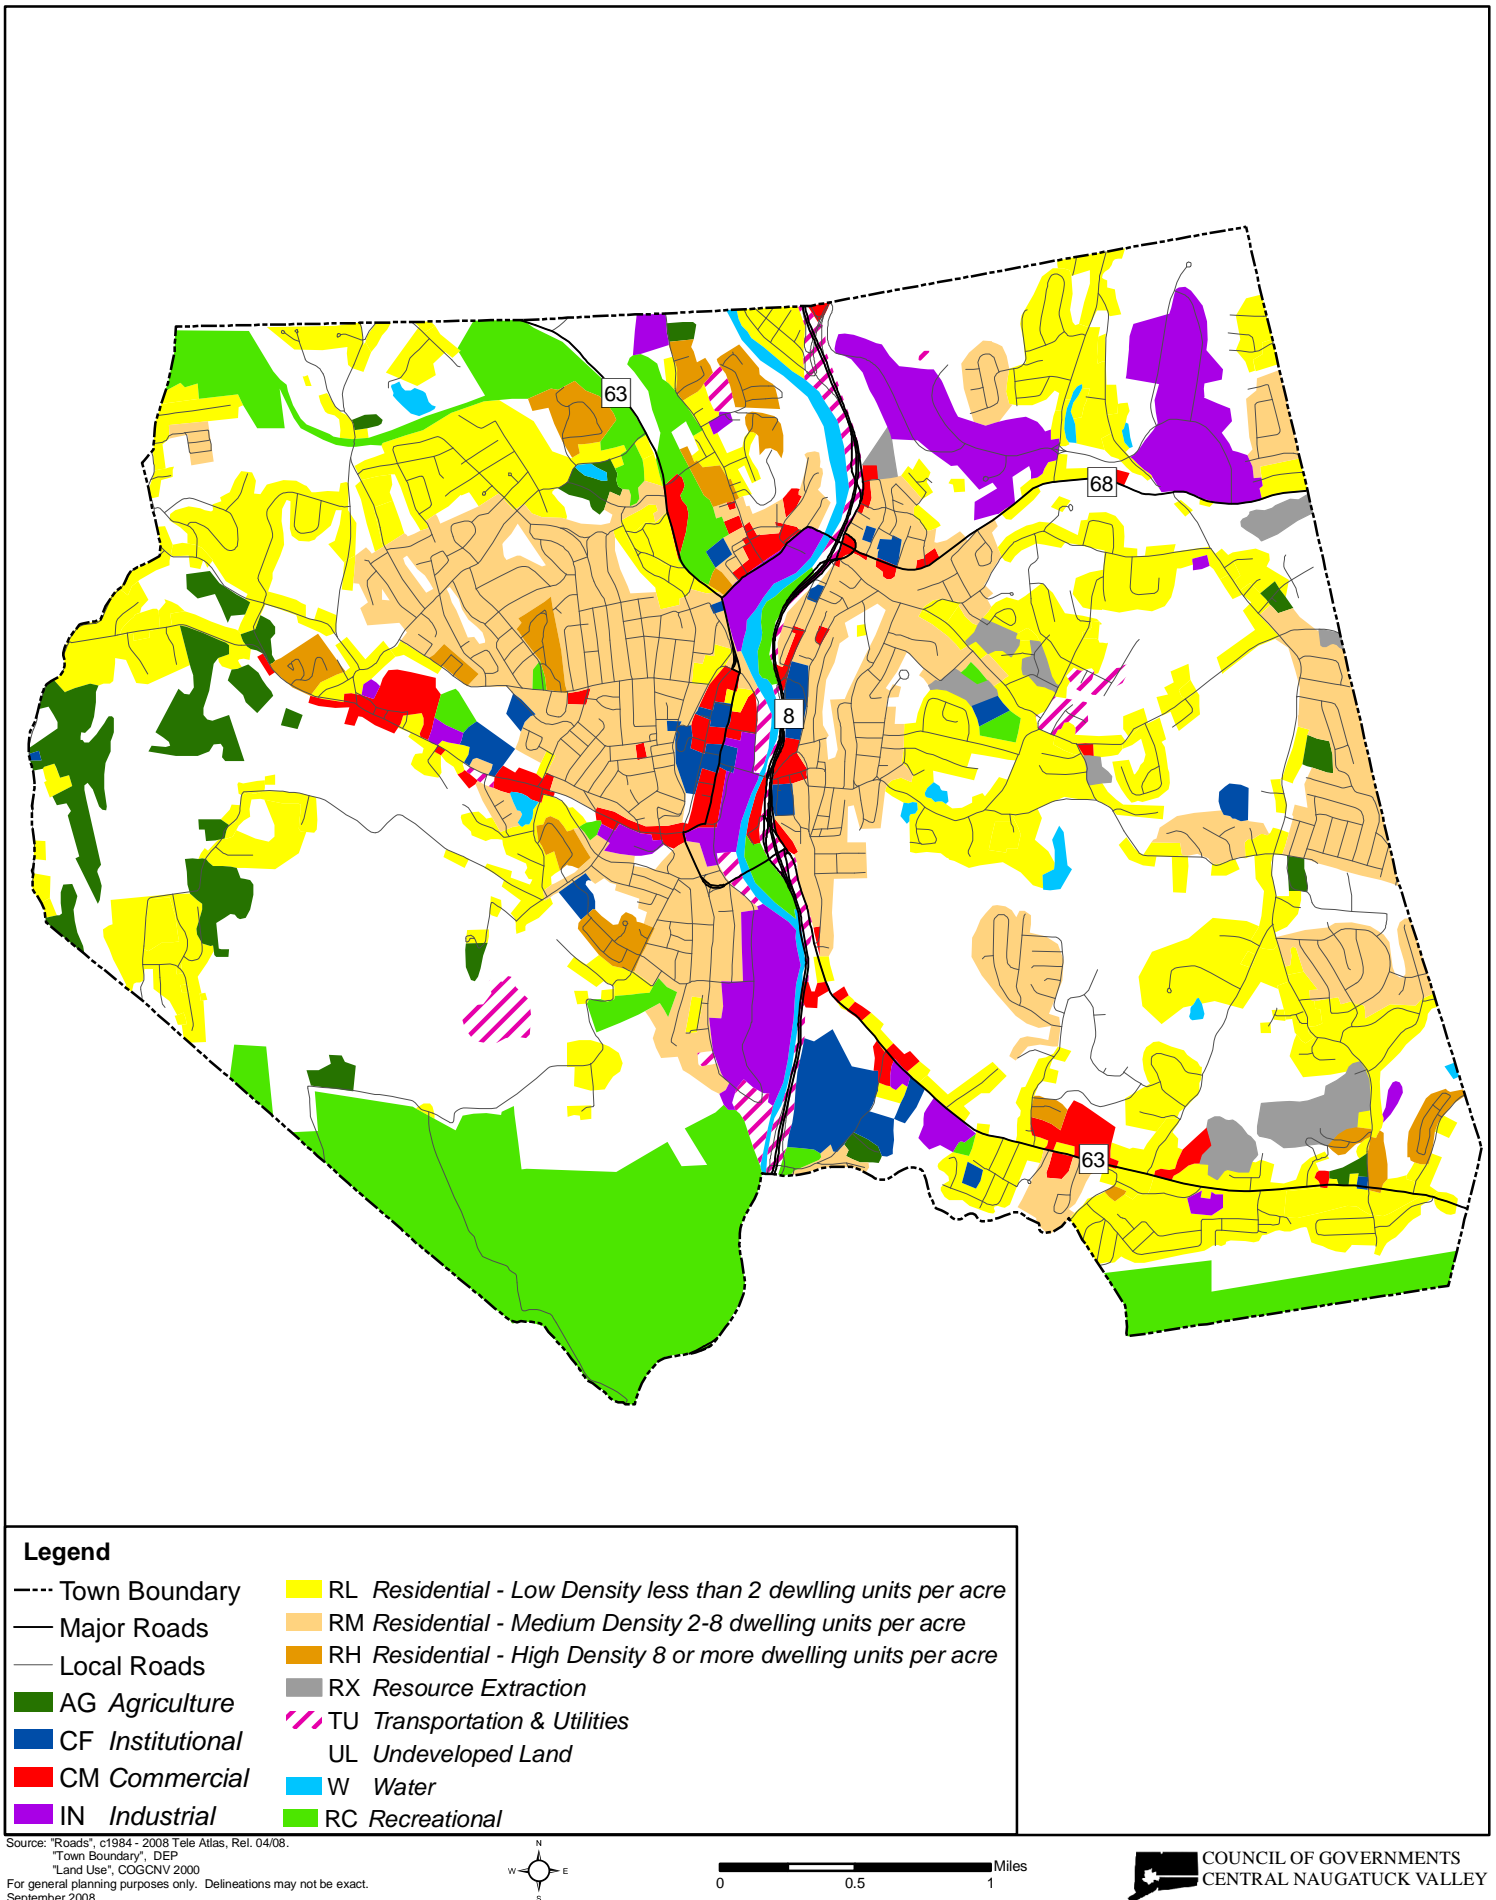 63
68
8
63
Legend
Town Boundary
Major Roads
Local Roads
AG Agriculture
CF Institutional
CM Commercial
IN Industrial
RL Residential - Low Density less than 2 dewlling units per acre
RM Residential - Medium Density 2-8 dwelling units per acre
RH Residential - High Density 8 or more dwelling units per acre
RX Resource Extraction
TU Transportation & Utilities
UL Undeveloped Land
W Water
RC Recreational
Source: "Roads", c1984 - 2008 Tele Atlas, Rel. 04/08.
"Town Boundary", DEP
"Land Use", COGCNV 2000
For general planning purposes only. Delineations may not be exact.
September 2008
N
W E
S
Miles
0 0.5 1
COUNCIL OF GOVERNMENTS
CENTRAL NAUGATUCK VALLEY